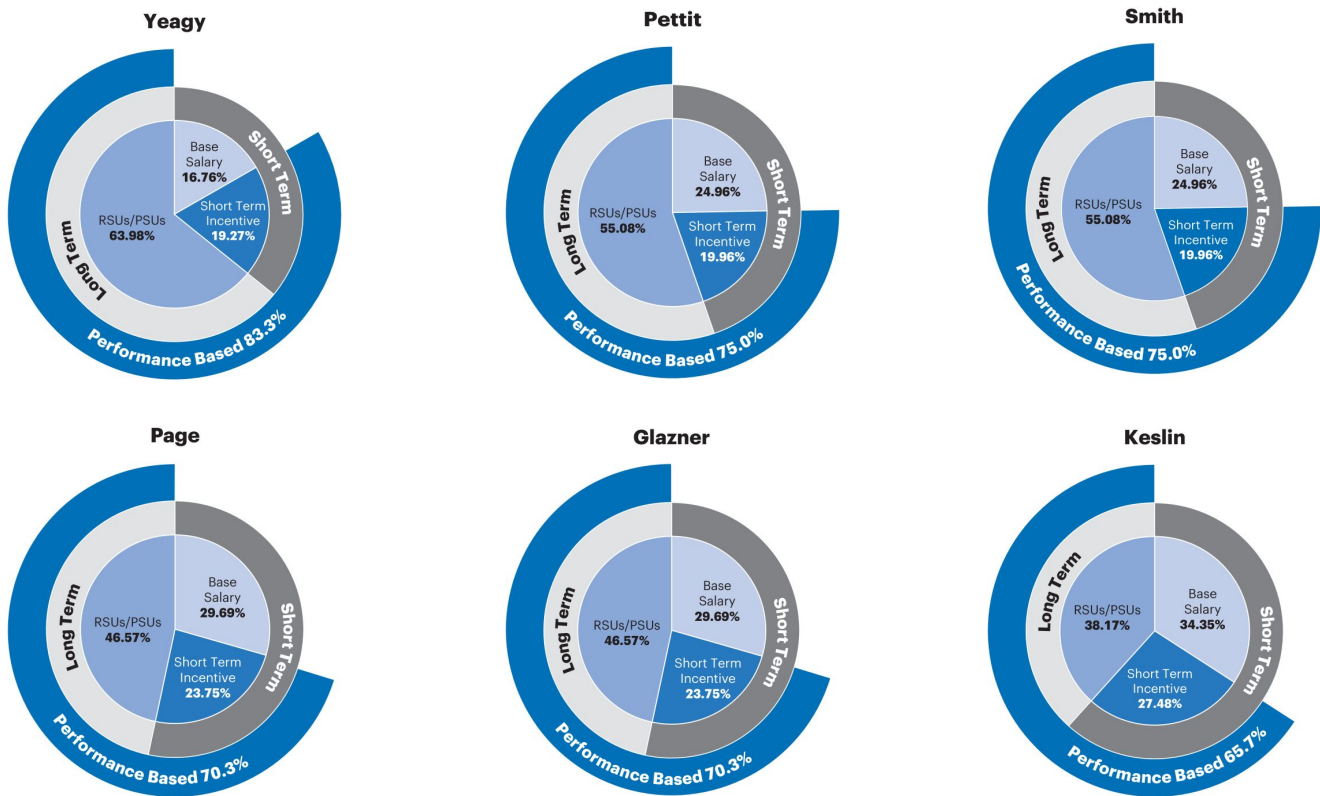 Yeagy
Base
Salary
16.76%
Short Term
Incentive
19.27%
RSUs/PSUs
63.98%
Short Term
Long Term
Performance Based 83.3%
Pettit
Base
Salary
24.96%
Short Term
Incentive
19.96%
RSUs/PSUs
55.08%
Short Term
Long Term
Performance Based 75.0%
Smith
Base
Salary
24.96%
Short Term
Incentive
19.96%
RSUs/PSUs
55.08%
Short Term
Long Term
Performance Based 75.0%
Page
Base
Salary
29.69%
Short Term
Incentive
23.75%
RSUs/PSUs
46.57%
Short Term
Long Term
Performance Based 70.3%
Glazner
Base
Salary
29.69%
Short Term
Incentive
23.75%
RSUs/PSUs
46.57%
Short Term
Long Term
Performance Based 70.3%
Keslin
Base
Salary
34.35%
Short Term
Incentive
27.48%
RSUs/PSUs
38.17%
Short Term
Long Term
Performance Based 65.7%